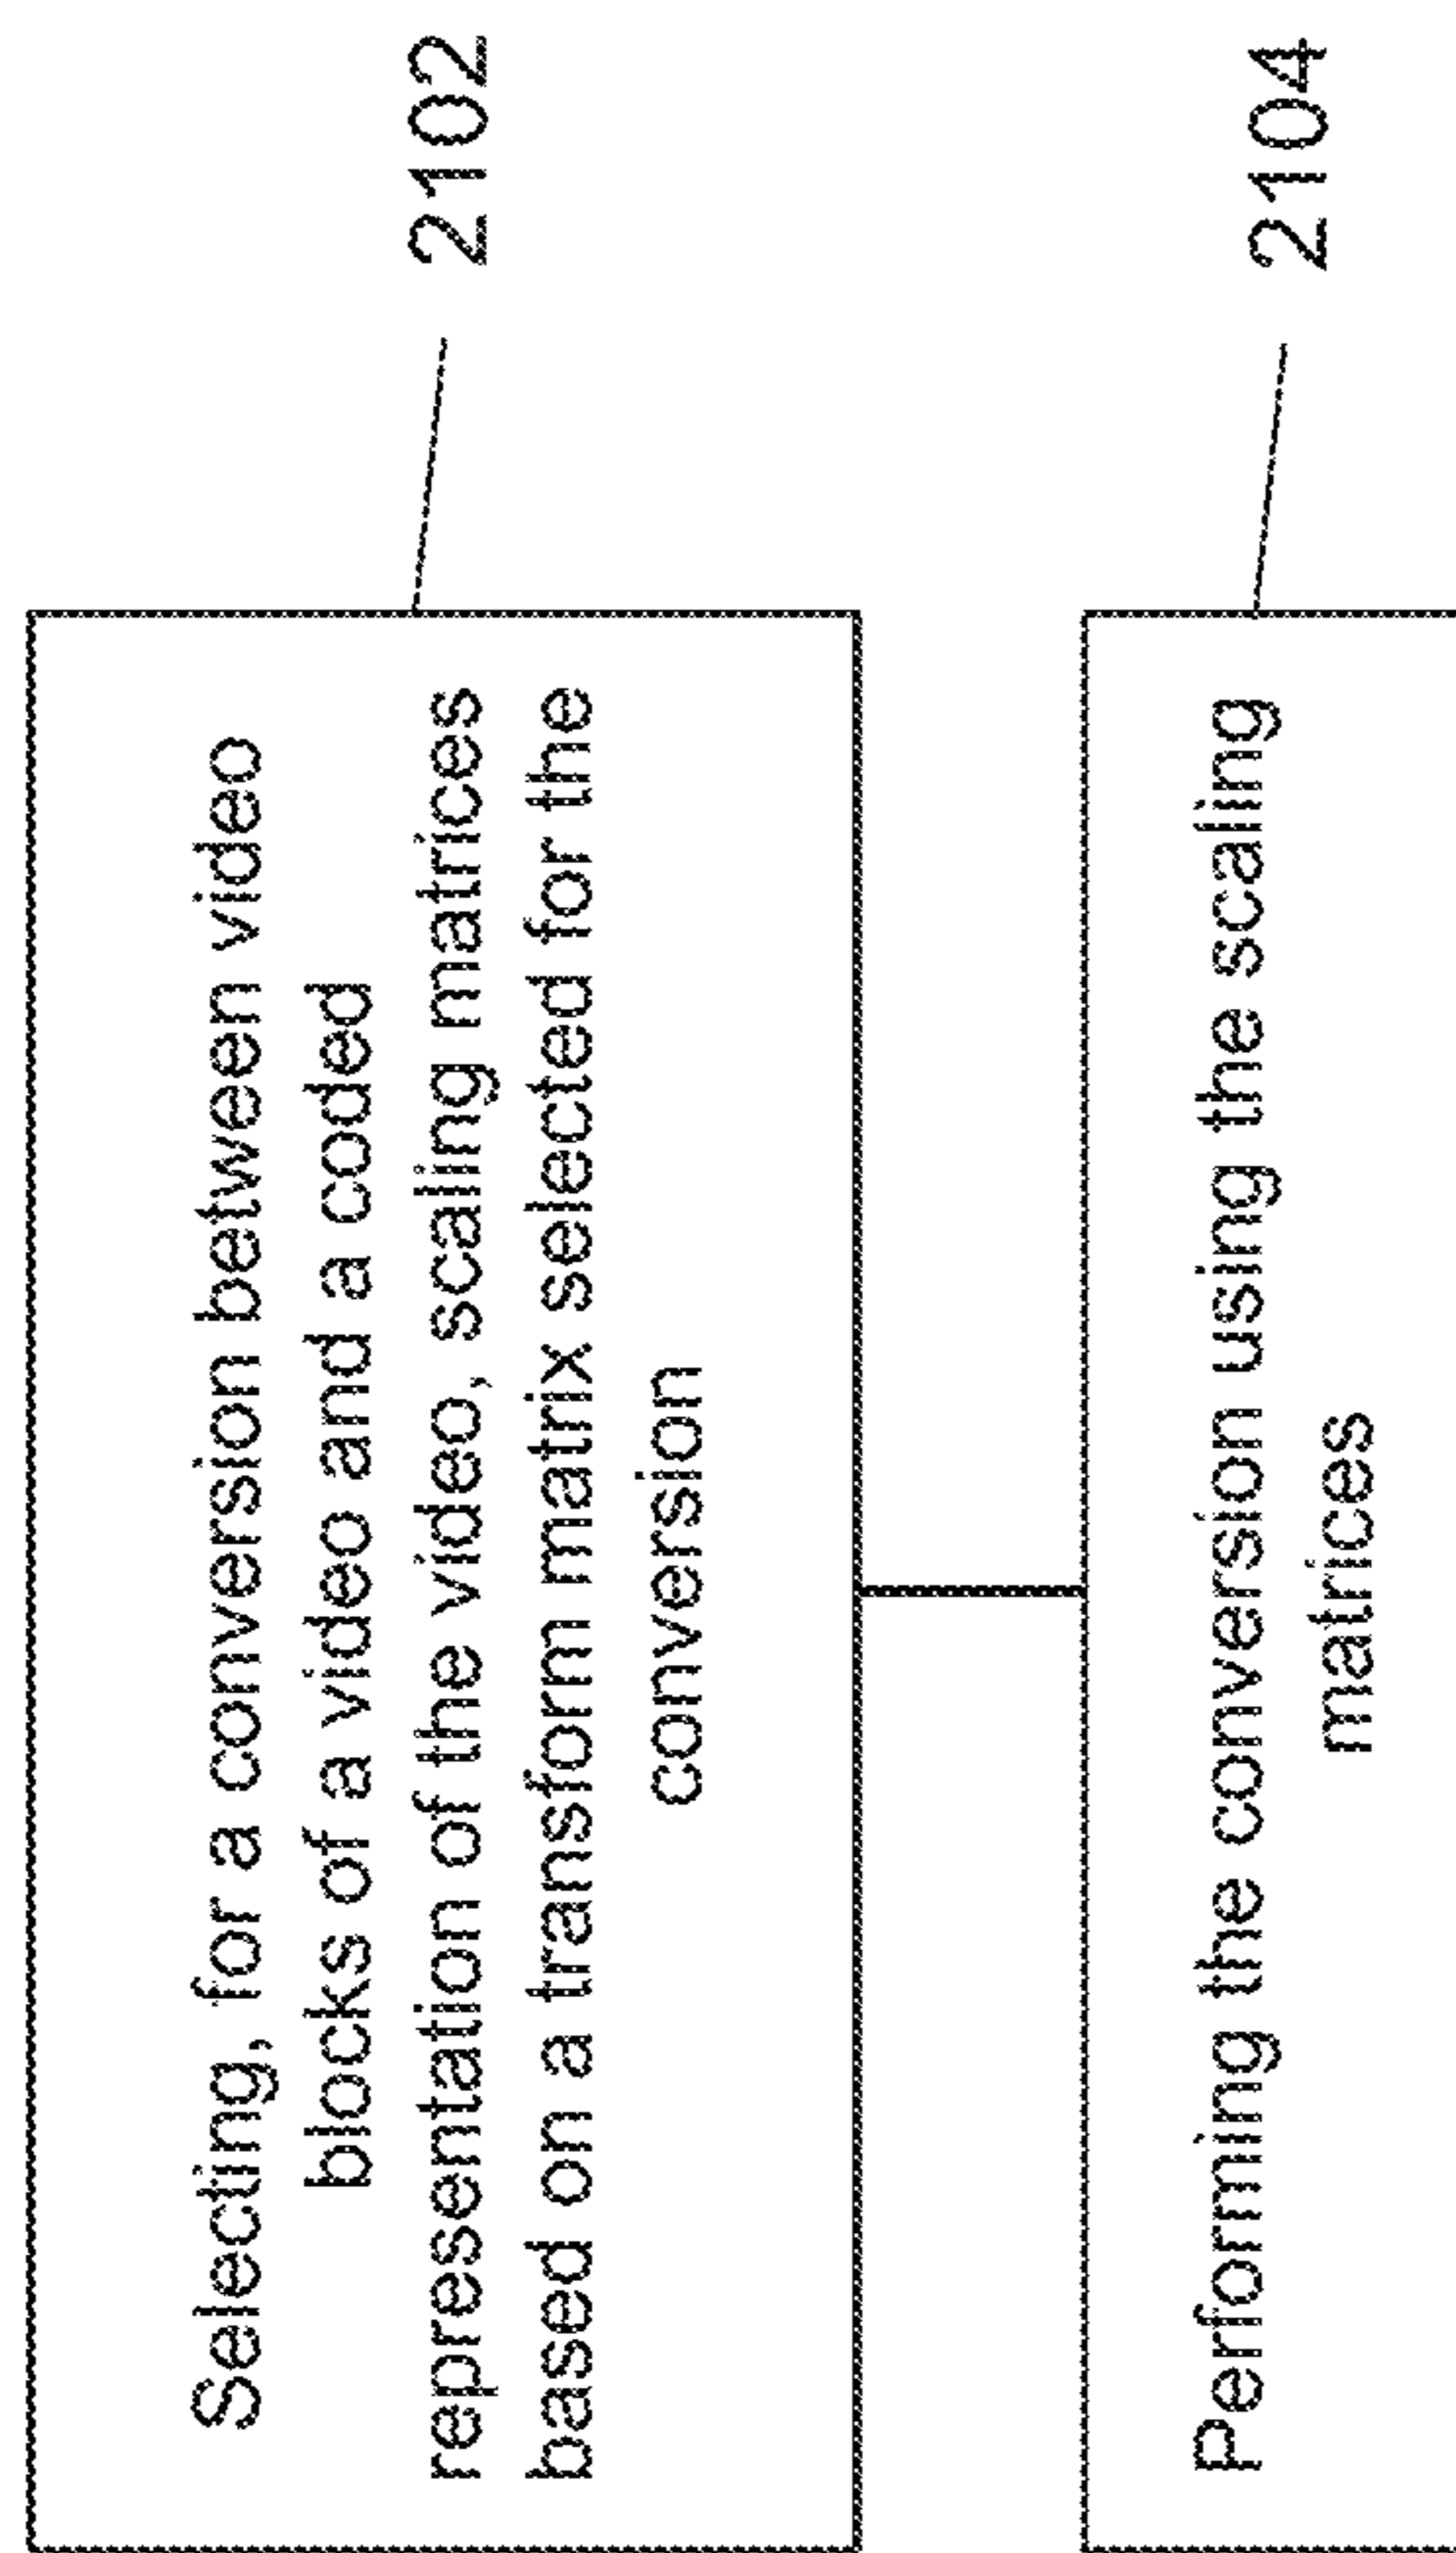 Selecting, for a conversion between video
blocks of a video and a coded
representation of the video, scaling matrices
based on a transform matrix selected for the
conversion
2102
Performing the conversion using the scaling
matrices
2104